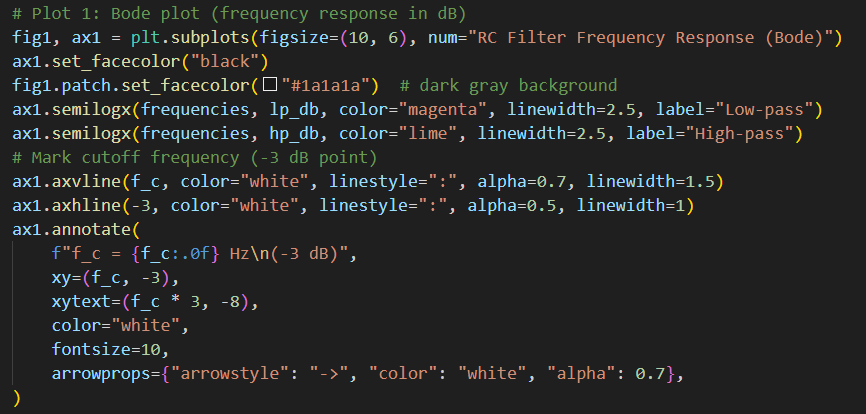 # Plot 1: Bode plot (frequency response in dB)
fig1, ax1 = plt.subplots(figsize=(10, 6), num="RC Filter Frequency Response (Bode)")
ax1.set_facecolor("black")
fig1.patch.set_facecolor("#1a1a1a")  # dark gray background
ax1.semilogx(frequencies, lp_db, color="magenta", linewidth=2.5, label="Low-pass")
ax1.semilogx(frequencies, hp_db, color="lime", linewidth=2.5, label="High-pass")
# Mark cutoff frequency (-3 dB point)
ax1.axvline(f_c, color="white", linestyle=":", alpha=0.7, linewidth=1.5)
ax1.axhline(-3, color="white", linestyle=":", alpha=0.5, linewidth=1)
ax1.annotate(
    f"f_c = {f_c:.0f} Hz\n(-3 dB)",
    xy=(f_c, -3),
    xytext=(f_c * 3, -8),
    color="white",
    fontsize=10,
    arrowprops={"arrowstyle": "->", "color": "white", "alpha": 0.7},
)